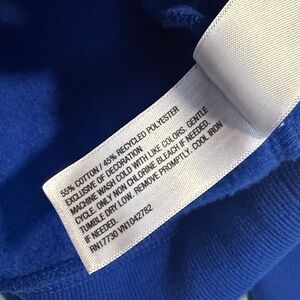 55% COTTON / 45% RECYCLED POLYESTER
EXCLUSIVE OF DECORATION
MACHINE WASH COLD WITH LIKE COLORS. GENTLE
CYCLE. ONLY NON CHLORINE BLEACH IF NEEDED.
TUMBLE DRY LOW. REMOVE PROMPTLY. COOL IRON
IF NEEDED.
RN17730 VN1042782